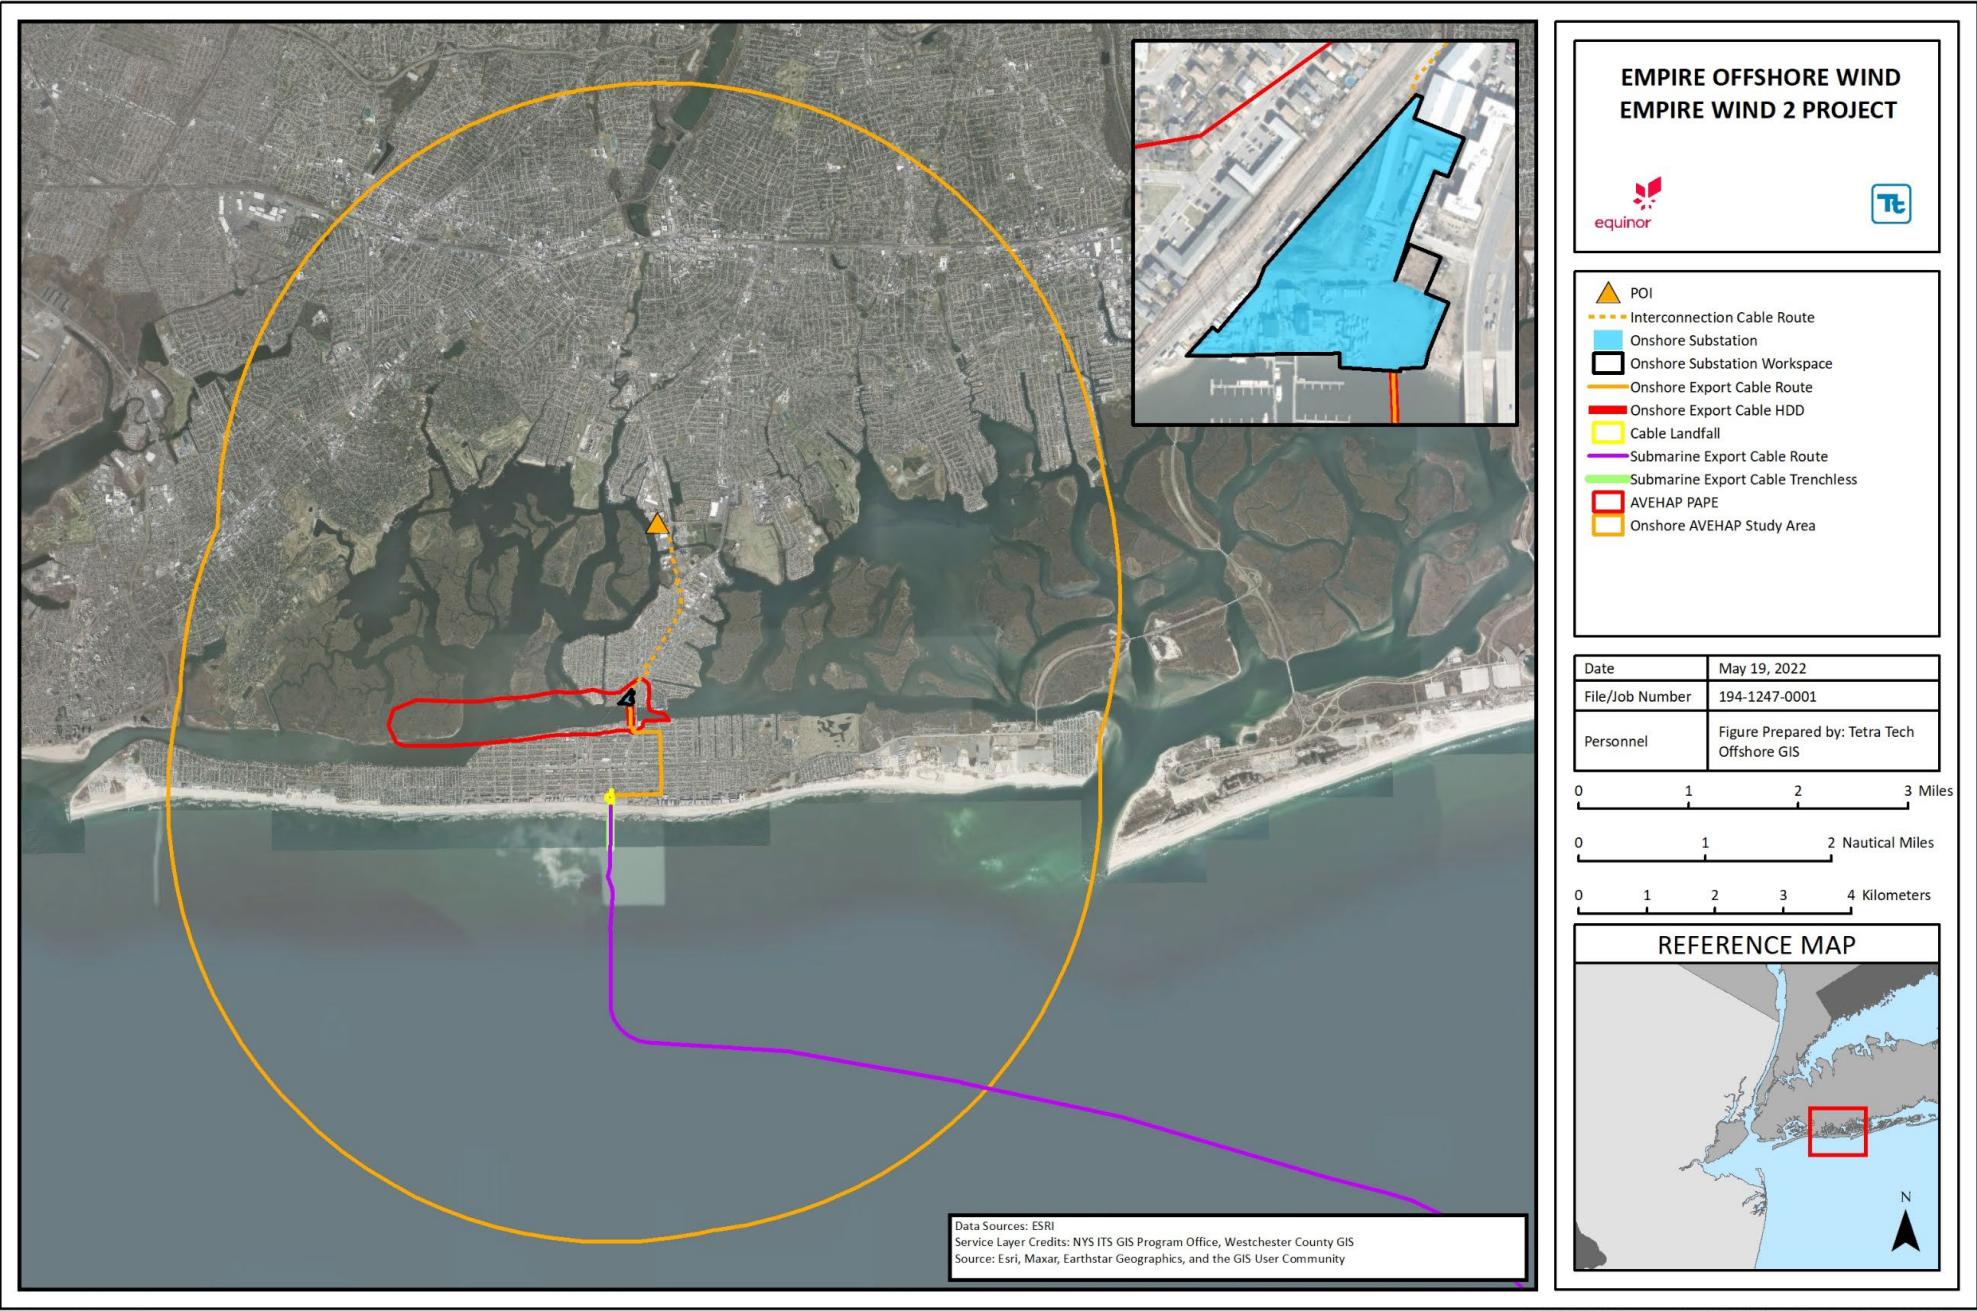 EMPIRE OFFSHORE WIND
EMPIRE WIND 2 PROJECT
equinor
Tt
POI
Interconnection Cable Route
Onshore Substation
Onshore Substation Workspace
Onshore Export Cable Route
Onshore Export Cable HDD
Cable Landfall
Submarine Export Cable Route
Submarine Export Cable Trenchless
AVEHAP PAPE
Onshore AVEHAP Study Area
Date May 19, 2022
File/Job Number 194-1247-0001
Personnel Figure Prepared by: Tetra Tech
Offshore GIS
0 1 2 3 Miles
0 1 2 Nautical Miles
0 1 2 3 4 Kilometers
REFERENCE MAP
N
Data Sources: ESRI
Service Layer Credits: NYS ITS GIS Program Office, Westchester County GIS
Source: Esri, Maxar, Earthstar Geographics, and the GIS User Community